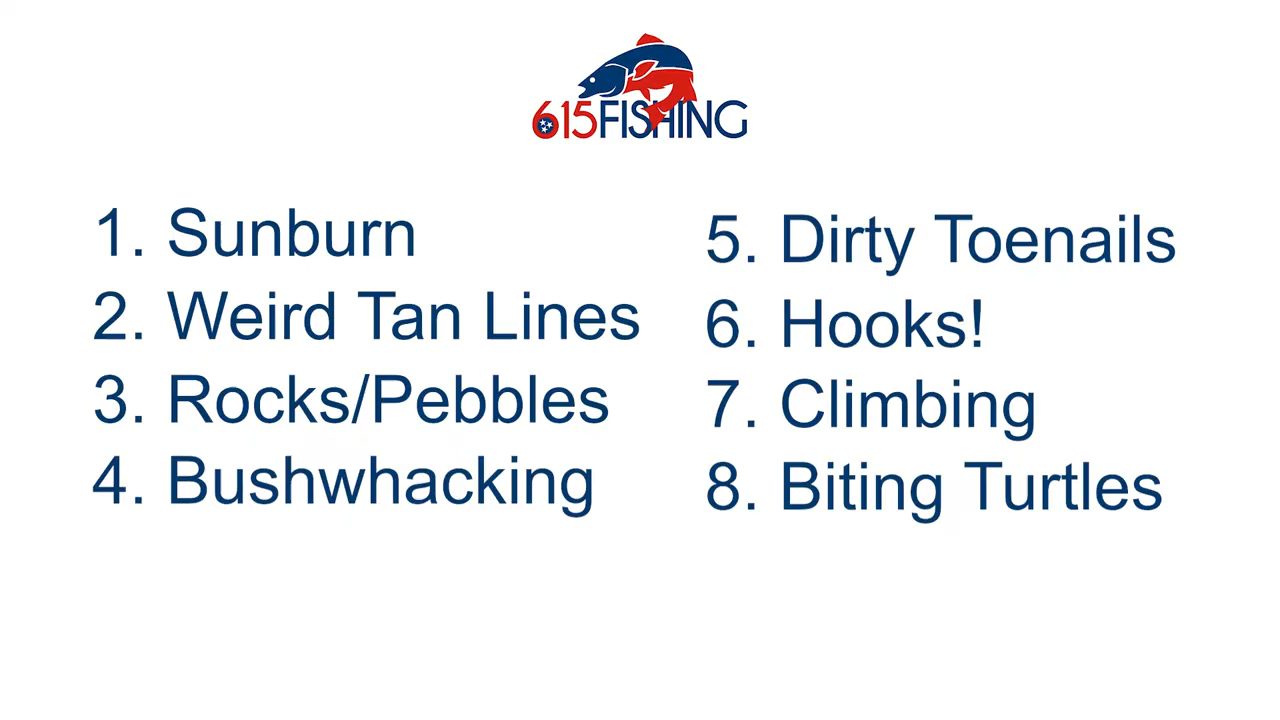 615FISHING
1. Sunburn
2. Weird Tan Lines
3. Rocks/Pebbles
4. Bushwhacking
5. Dirty Toenails
6. Hooks!
7. Climbing
8. Biting Turtles